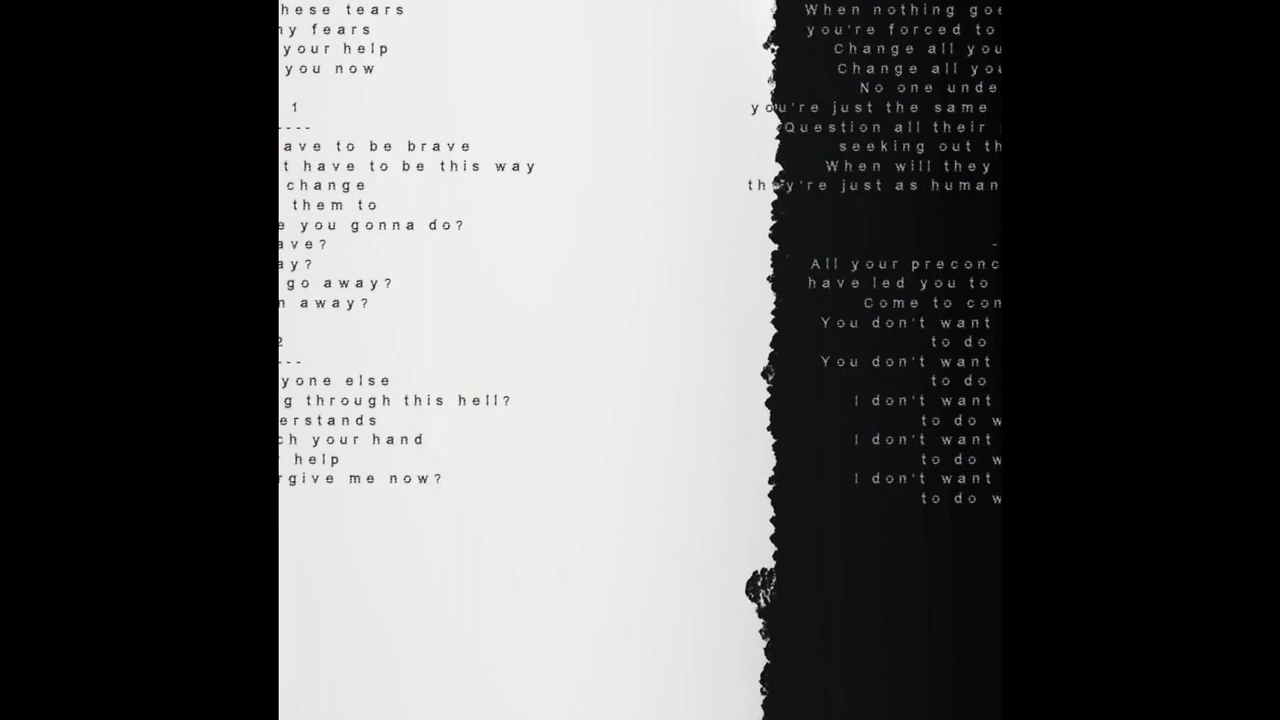 hese tears
y fears
your help
you now
1
----
ave to be brave
t have to be this way
change
them to
e you gonna do?
ave?
ay?
go away?
n away?
2
---
yone else
g through this hell?
erstands
ch your hand
help
rgive me now?
When nothing goe
you're forced to
Change all you
Change all you
No one unde
you're just the same
Question all their
seeking out th
When will they
they're just as human
-
All your preconc
have led you to
Come to con
You don't want
to do
You don't want
to do
I don't want
to do w
I don't want
to do w
I don't want
to do w